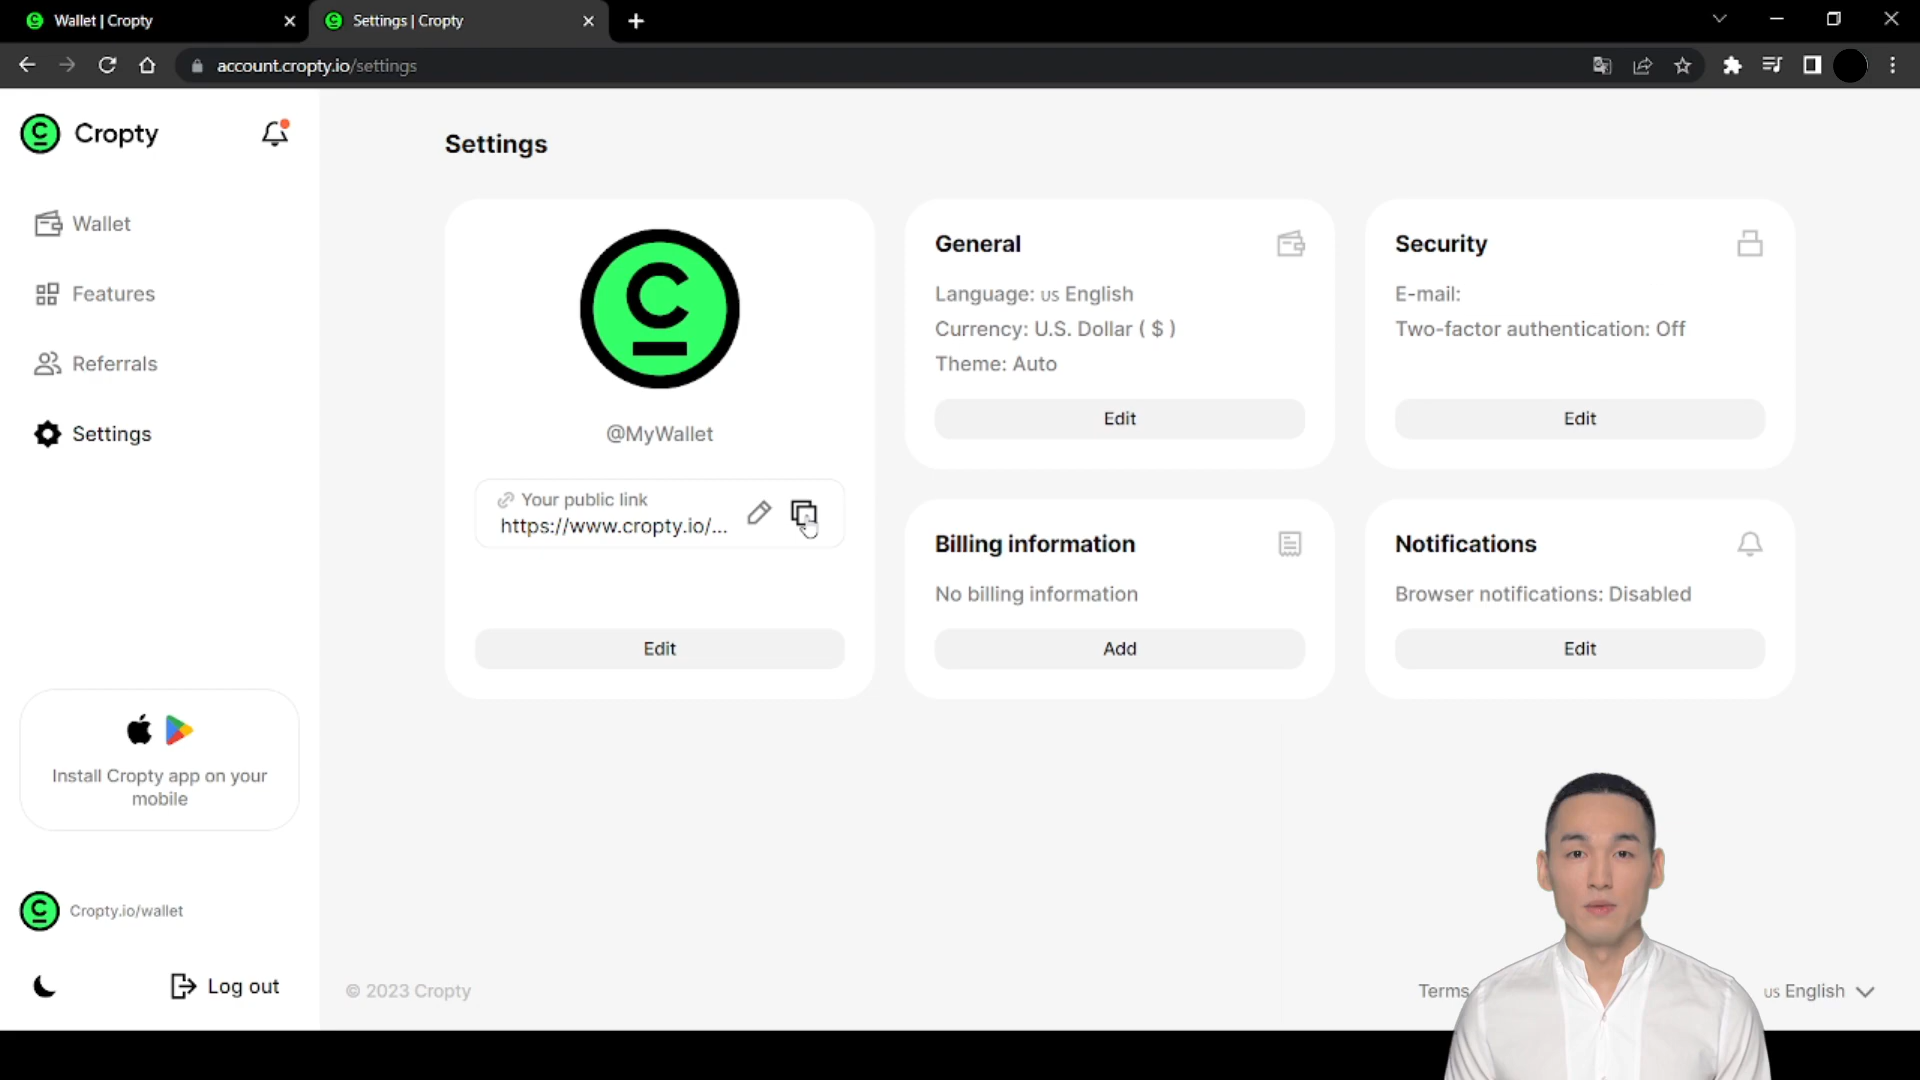 Wallet | Cropty
Settings | Cropty
account.cropty.io/settings
Cropty
Wallet
Features
Referrals
Settings
Install Cropty app on your
mobile
Cropty.io/wallet
Log out
Settings
@MyWallet
Your public link
https://www.cropty.io/...
Edit
General
Language: US English
Currency: U.S. Dollar ( $ )
Theme: Auto
Edit
Security
E-mail:
Two-factor authentication: Off
Edit
Billing information
No billing information
Add
Notifications
Browser notifications: Disabled
Edit
© 2023 Cropty
Terms
US English